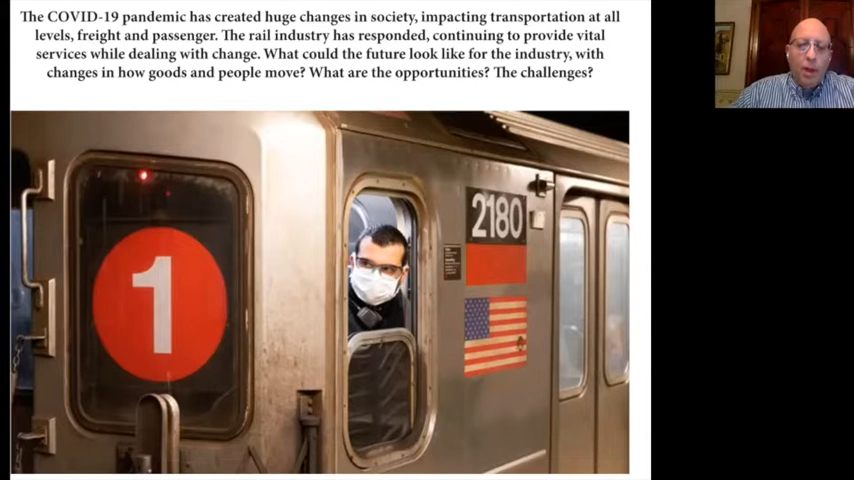 The COVID-19 pandemic has created huge changes in society, impacting transportation at all
levels, freight and passenger. The rail industry has responded, continuing to provide vital
services while dealing with change. What could the future look like for the industry, with
changes in how goods and people move? What are the opportunities? The challenges?
1
2180